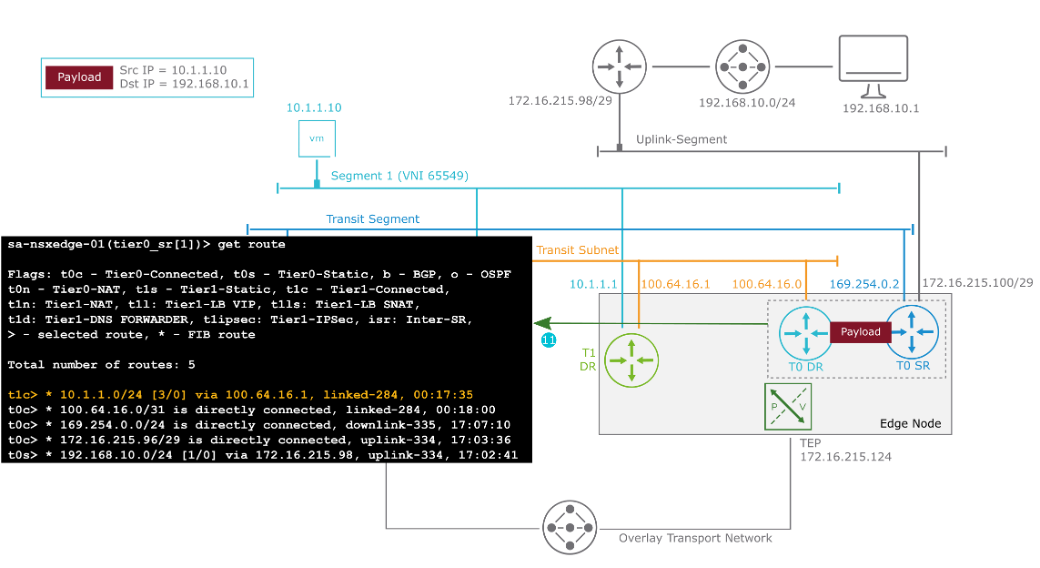 Payload
Src IP = 10.1.1.10
Dst IP = 192.168.10.1
172.16.215.98/29
192.168.10.0/24
192.168.10.1
10.1.1.10
vm
Uplink-Segment
Segment 1 (VNI 65549)
Transit Segment
sa-nsxedge-01(tier0_sr[1])> get route
Flags: t0c - Tier0-Connected, t0s - Tier0-Static, b - BGP, o - OSPF
t0n - Tier0-NAT, t1s - Tier1-Static, t1c - Tier1-Connected,
t1n: Tier1-NAT, t1l: Tier1-LB VIP, t1ls: Tier1-LB SNAT,
t1d: Tier1-DNS FORWARDER, t1ipsec: Tier1-IPSec, isr: Inter-SR,
> - selected route, * - FIB route
Total number of routes: 5
t1c> * 10.1.1.0/24 [3/0] via 100.64.16.1, linked-284, 00:17:35
t0c> * 100.64.16.0/31 is directly connected, linked-284, 00:18:00
t0c> * 169.254.0.0/24 is directly connected, downlink-335, 17:07:10
t0c> * 172.16.215.96/29 is directly connected, uplink-334, 17:03:36
t0s> * 192.168.10.0/24 [1/0] via 172.16.215.98, uplink-334, 17:02:41
Transit Subnet
10.1.1.1
100.64.16.1
100.64.16.0
169.254.0.2
172.16.215.100/29
11
T1
DR
Payload
T0 DR
T0 SR
P
V
Edge Node
TEP
172.16.215.124
Overlay Transport Network